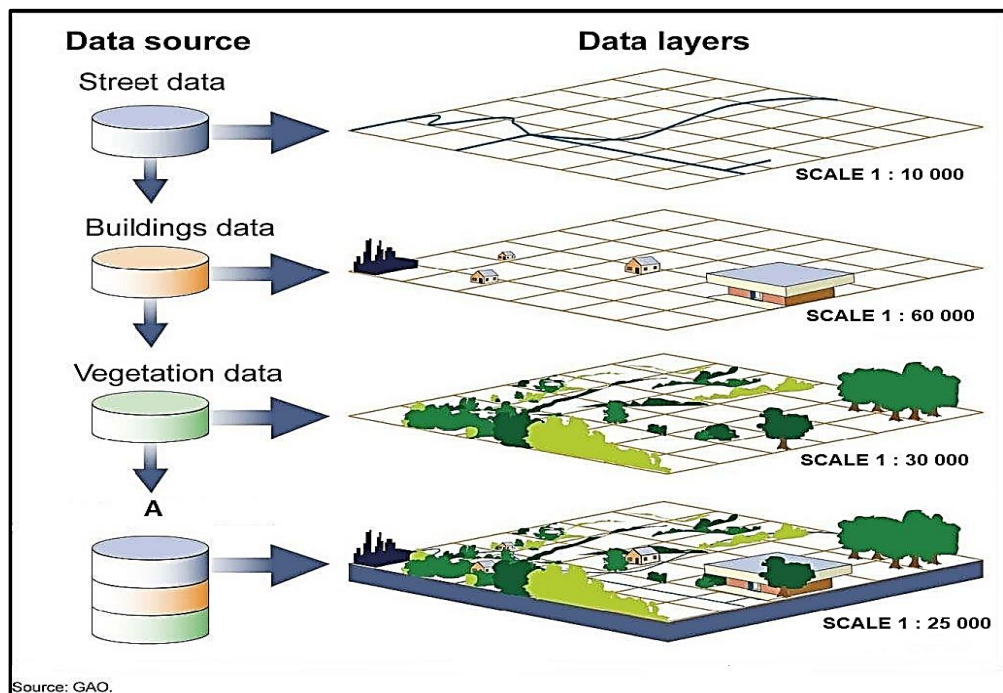 Data source
Data layers
Street data
SCALE 1 : 10 000
Buildings data
SCALE 1 : 60 000
Vegetation data
SCALE 1 : 30 000
A
SCALE 1 : 25 000
Source: GAO.